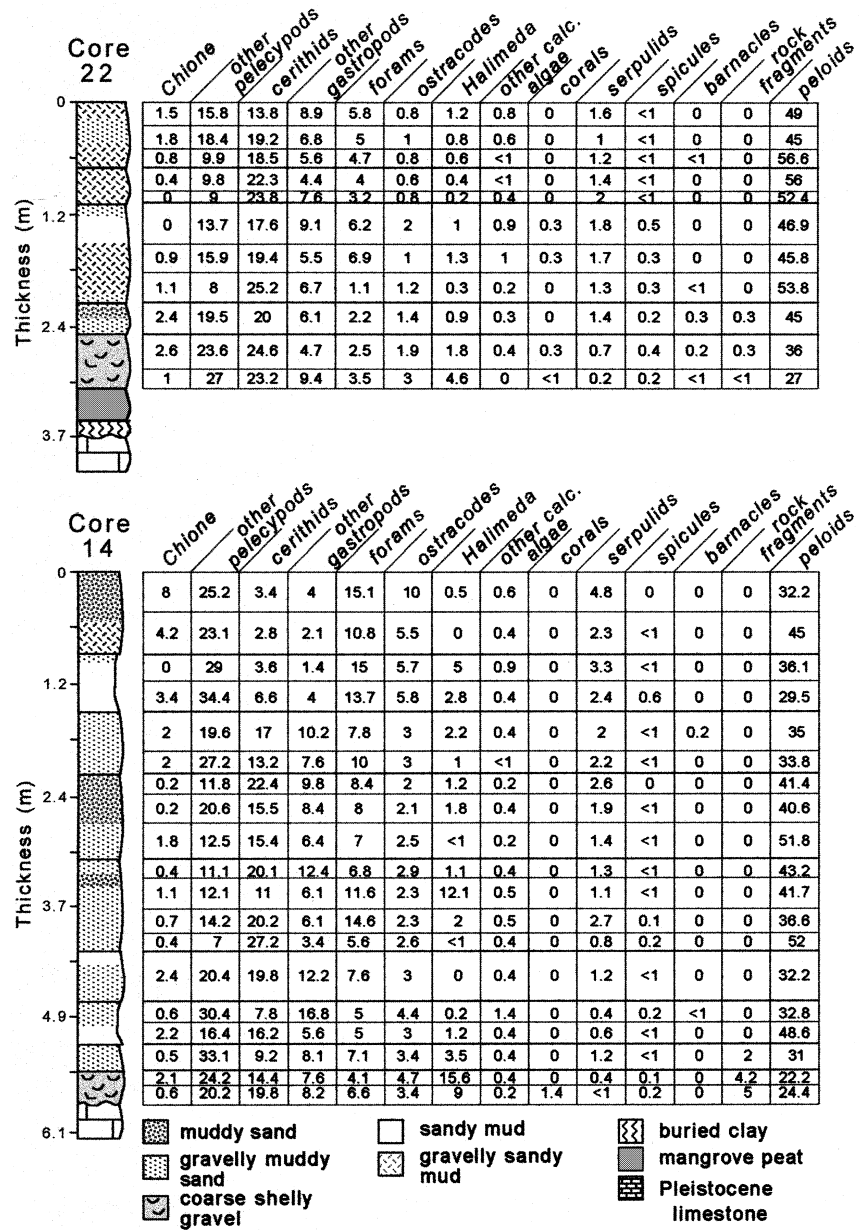 Core 22
Chione other pelecypods cerithids other gastropods forams ostracodes Halimeda other calc. algae corals serpulids spicules barnacles rock fragments peloids
0
1.5 15.8 13.8 8.9 5.8 0.8 1.2 0.8 0 1.6 <1 0 0 49
1.8 18.4 19.2 6.8 5 1 0.8 0.6 0 1 <1 0 0 45
0.8 9.9 18.5 5.6 4.7 0.8 0.6 <1 0 1.2 <1 <1 0 56.6
0.4 9.8 22.3 4.4 4 0.6 0.4 <1 0 1.4 <1 0 0 56
0 9 23.8 7.6 3.2 0.8 0.2 0.4 0 2 <1 0 0 52.4
1.2
0 13.7 17.6 9.1 6.2 2 1 0.9 0.3 1.8 0.5 0 0 46.9
0.9 15.9 19.4 5.5 6.9 1 1.3 1 0.3 1.7 0.3 0 0 45.8
1.1 8 25.2 6.7 1.1 1.2 0.3 0.2 0 1.3 0.3 <1 0 53.8
2.4
2.4 19.5 20 6.1 2.2 1.4 0.9 0.3 0 1.4 0.2 0.3 0.3 45
2.6 23.6 24.6 4.7 2.5 1.9 1.8 0.4 0.3 0.7 0.4 0.2 0.3 36
1 27 23.2 9.4 3.5 3 4.6 0 <1 0.2 0.2 <1 <1 27
3.7
Thickness (m)
Core 14
Chione other pelecypods cerithids other gastropods forams ostracodes Halimeda other calc. algae corals serpulids spicules barnacles rock fragments peloids
0
8 25.2 3.4 4 15.1 10 0.5 0.6 0 4.8 0 0 0 32.2
4.2 23.1 2.8 2.1 10.8 5.5 0 0.4 0 2.3 <1 0 0 45
0 29 3.6 1.4 15 5.7 5 0.9 0 3.3 <1 0 0 36.1
1.2
3.4 34.4 6.6 4 13.7 5.8 2.8 0.4 0 2.4 0.6 0 0 29.5
2 19.6 17 10.2 7.8 3 2.2 0.4 0 2 <1 0.2 0 35
2 27.2 13.2 7.6 10 3 1 <1 0 2.2 <1 0 0 33.8
0.2 11.8 22.4 9.8 8.4 2 1.2 0.2 0 2.6 0 0 0 41.4
2.4
0.2 20.6 15.5 8.4 8 2.1 1.8 0.4 0 1.9 <1 0 0 40.6
1.8 12.5 15.4 6.4 7 2.5 <1 0.2 0 1.4 <1 0 0 51.8
0.4 11.1 20.1 12.4 6.8 2.9 1.1 0.4 0 1.3 <1 0 0 43.2
1.1 12.1 11 6.1 11.6 2.3 12.1 0.5 0 1.1 <1 0 0 41.7
3.7
0.7 14.2 20.2 6.1 14.6 2.3 2 0.5 0 2.7 0.1 0 0 36.6
0.4 7 27.2 3.4 5.6 2.6 <1 0.4 0 0.8 0.2 0 0 52
2.4 20.4 19.8 12.2 7.6 3 0 0.4 0 1.2 <1 0 0 32.2
4.9
0.6 30.4 7.8 16.8 5 4.4 0.2 1.4 0 0.4 0.2 <1 0 32.8
2.2 16.4 16.2 5.6 5 3 1.2 0.4 0 0.6 <1 0 0 48.6
0.5 33.1 9.2 8.1 7.1 3.4 3.5 0.4 0 1.2 <1 0 2 31
2.1 24.2 14.4 7.6 4.1 4.7 15.6 0.4 0 0.4 0.1 0 4.2 22.2
0.6 20.2 19.8 8.2 6.6 3.4 9 0.2 1.4 <1 0.2 0 5 24.4
6.1
Thickness (m)
muddy sand
gravelly muddy sand
coarse shelly gravel
sandy mud
gravelly sandy mud
buried clay
mangrove peat
Pleistocene limestone